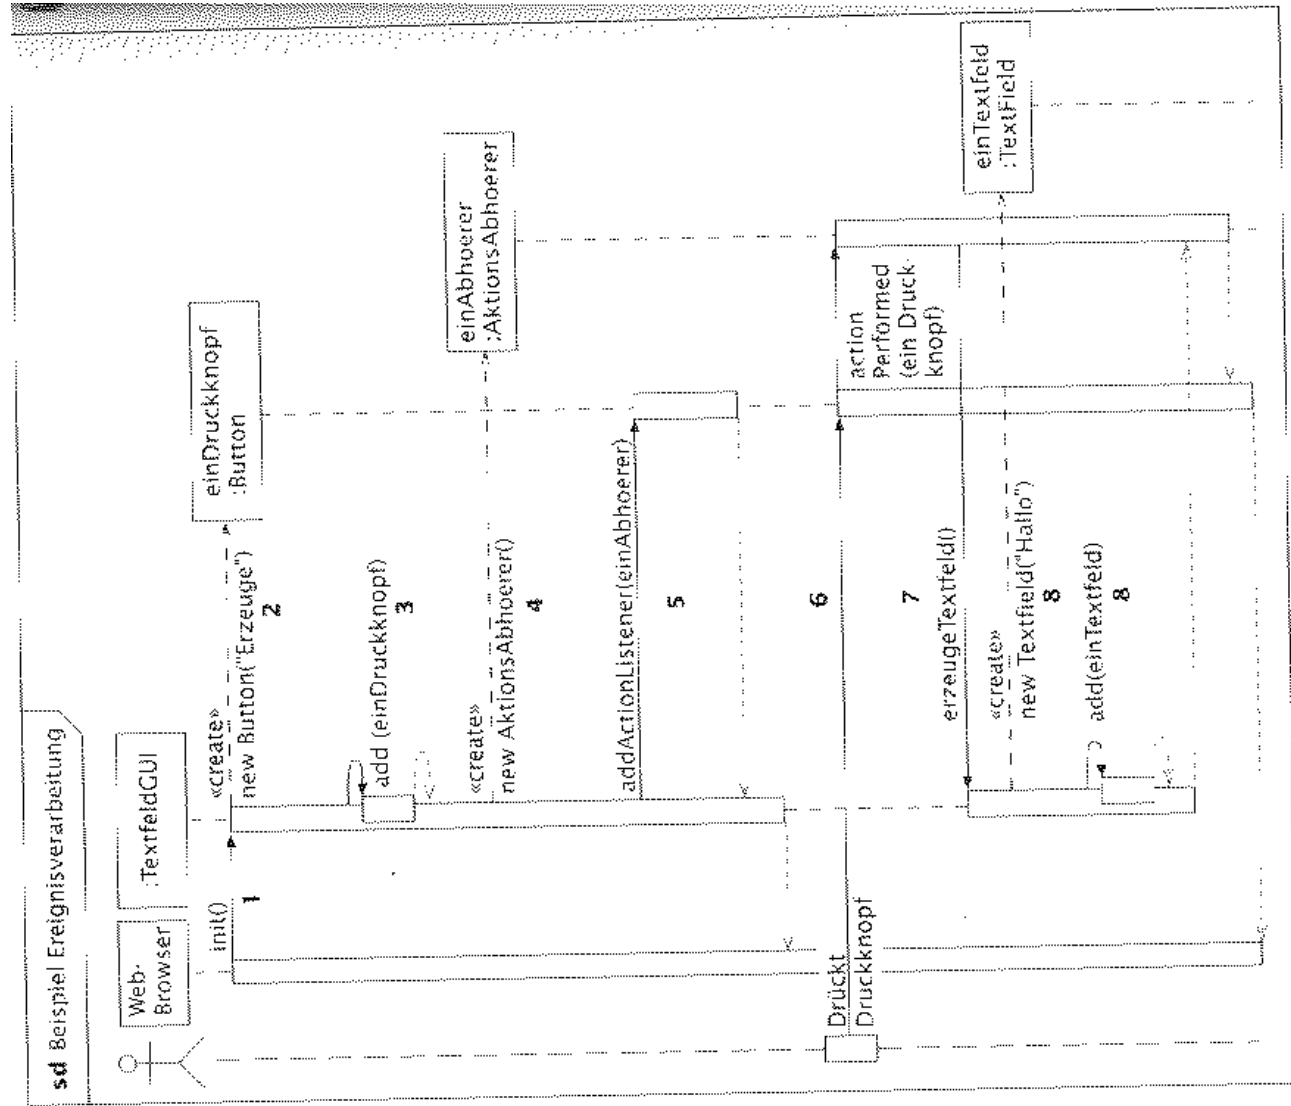 sd Beispiel Ereignisverarbeitung
Web-
Browser
:TextfeldGUI
einDruckknopf
:Button
einAbhoerer
:AktionsAbhoerer
einTextfeld
:TextField
init()
1
«create»
new Button("Erzeuge")
2
add (einDruckknopf)
3
«create»
new AktionsAbhoerer()
4
addActionListener(einAbhoerer)
5
Drückt
Druckknopf
6
action
Performed
(ein Druck-
knopf)
7
erzeugeTextfeld()
«create»
new Textfield("Hallo")
8
add(einTextfeld)
8